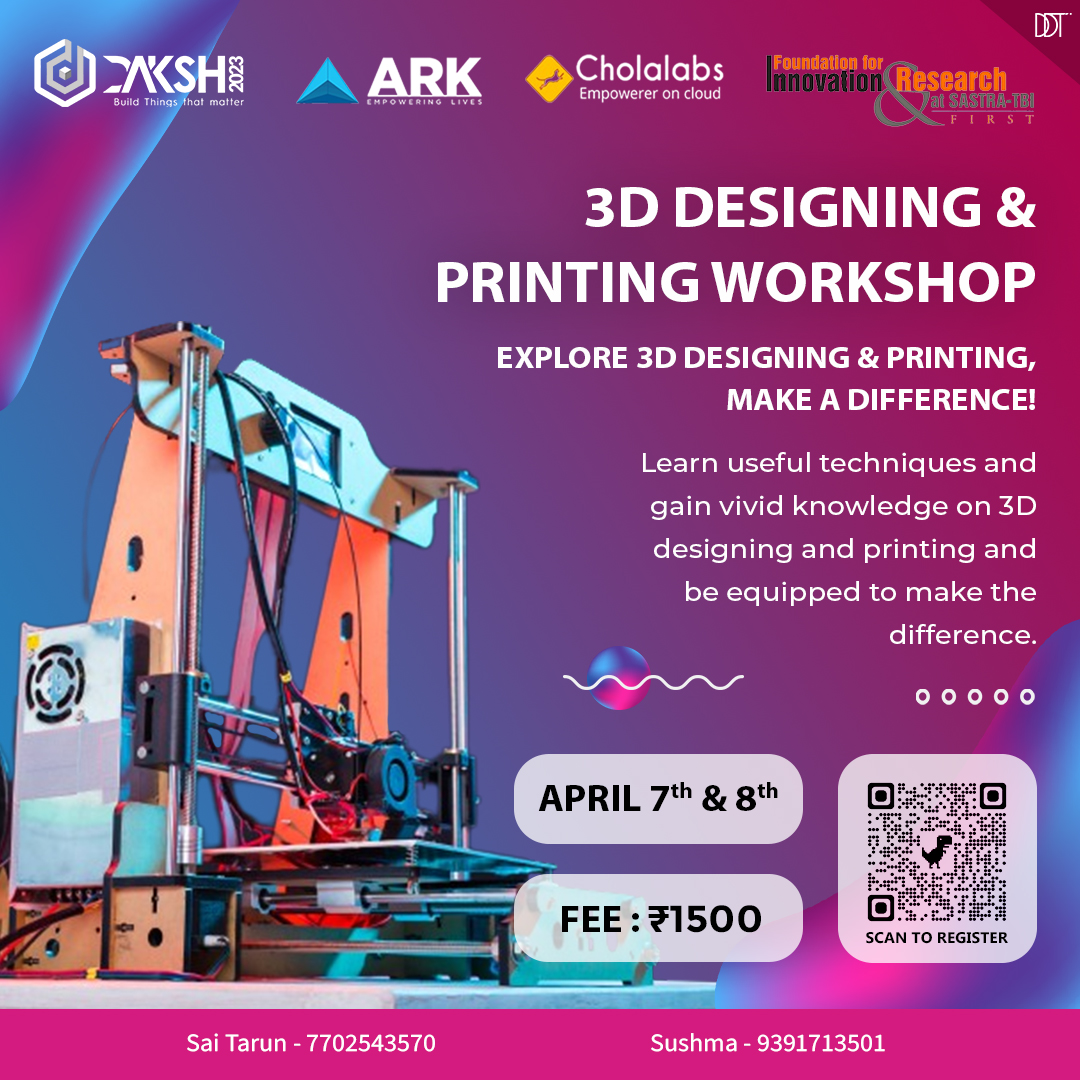 DDT
DAKSH 2023
Build Things that matter
ARK
EMPOWERING LIVES
Cholalabs
Empowerer on cloud
Foundation for
Innovation & Research
at SASTRA-TBI
FIRST
3D DESIGNING &
PRINTING WORKSHOP
EXPLORE 3D DESIGNING & PRINTING,
MAKE A DIFFERENCE!
Learn useful techniques and
gain vivid knowledge on 3D
designing and printing and
be equipped to make the
difference.
APRIL 7th & 8th
FEE : ₹1500
SCAN TO REGISTER
Sai Tarun - 7702543570
Sushma - 9391713501